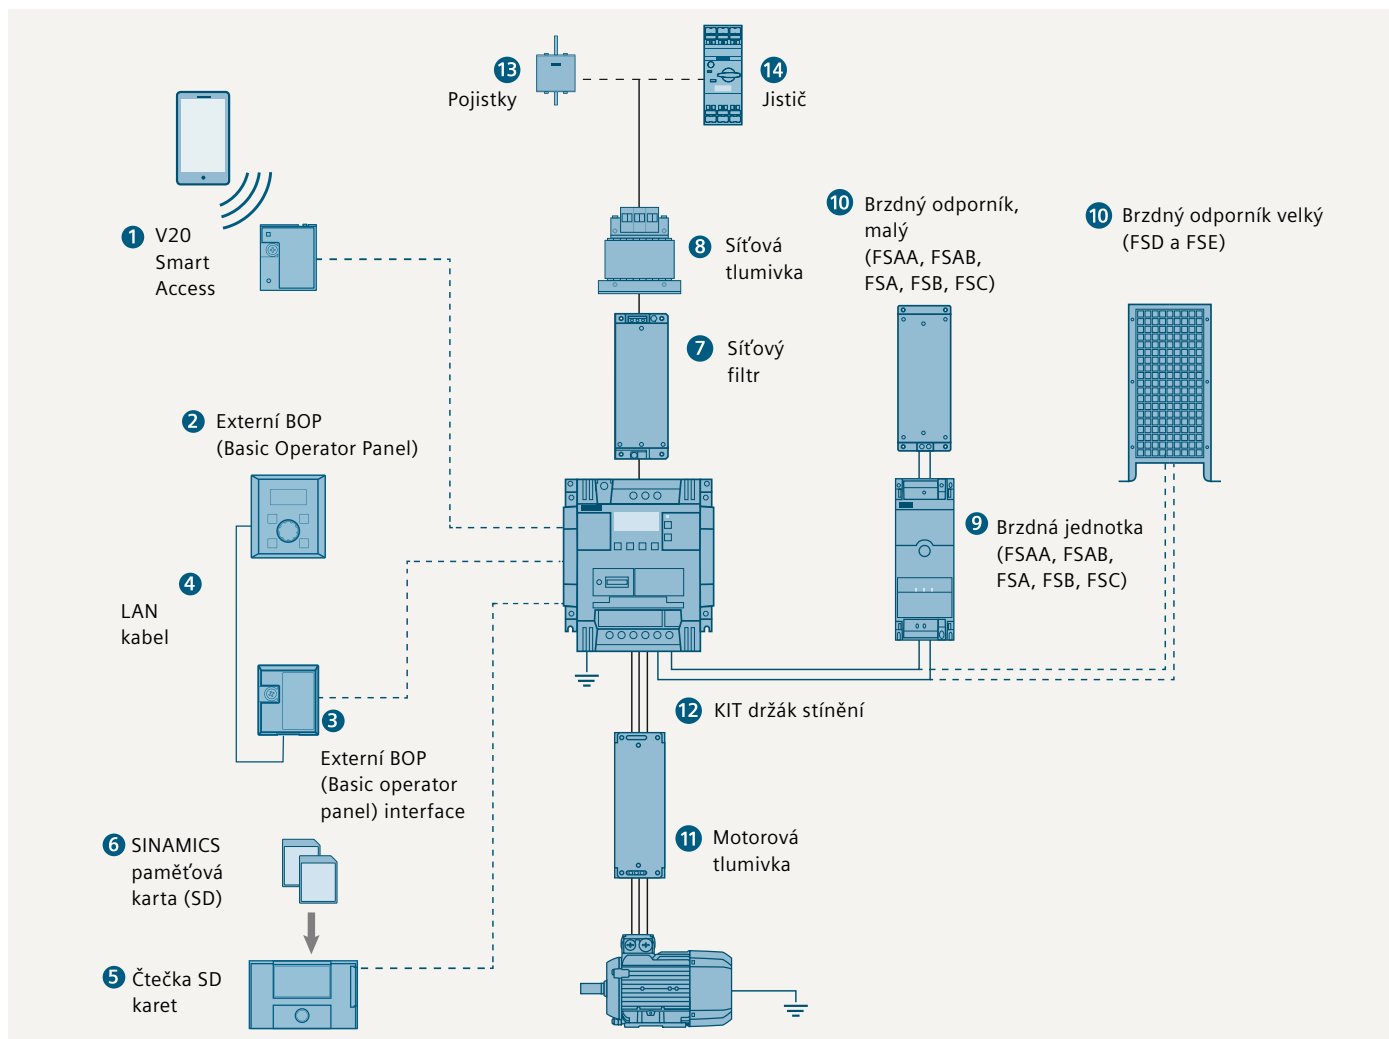 13
Pojistky
14
Jistič
1 V20
Smart
Access
8 Síťová
tlumivka
10 Brzdný odporník,
malý
(FSAA, FSAB,
FSA, FSB, FSC)
10 Brzdný odporník velký
(FSD a FSE)
7 Síťový
filtr
2 Externí BOP
(Basic Operator Panel)
9 Brzdná jednotka
(FSAA, FSAB,
FSA, FSB, FSC)
4
LAN
kabel
3
Externí BOP
(Basic operator
panel) interface
12 KIT držák stínění
11 Motorová
tlumivka
6 SINAMICS
paměťová
karta (SD)
5 Čtečka SD
karet